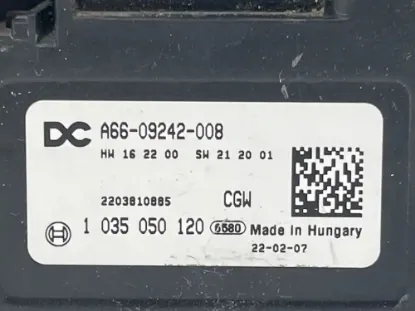 DC A66-09242-008
HW 16 22 00 SW 21 20 01
2203810885 CGW
1 035 050 120 6580 Made in Hungary
22-02-07